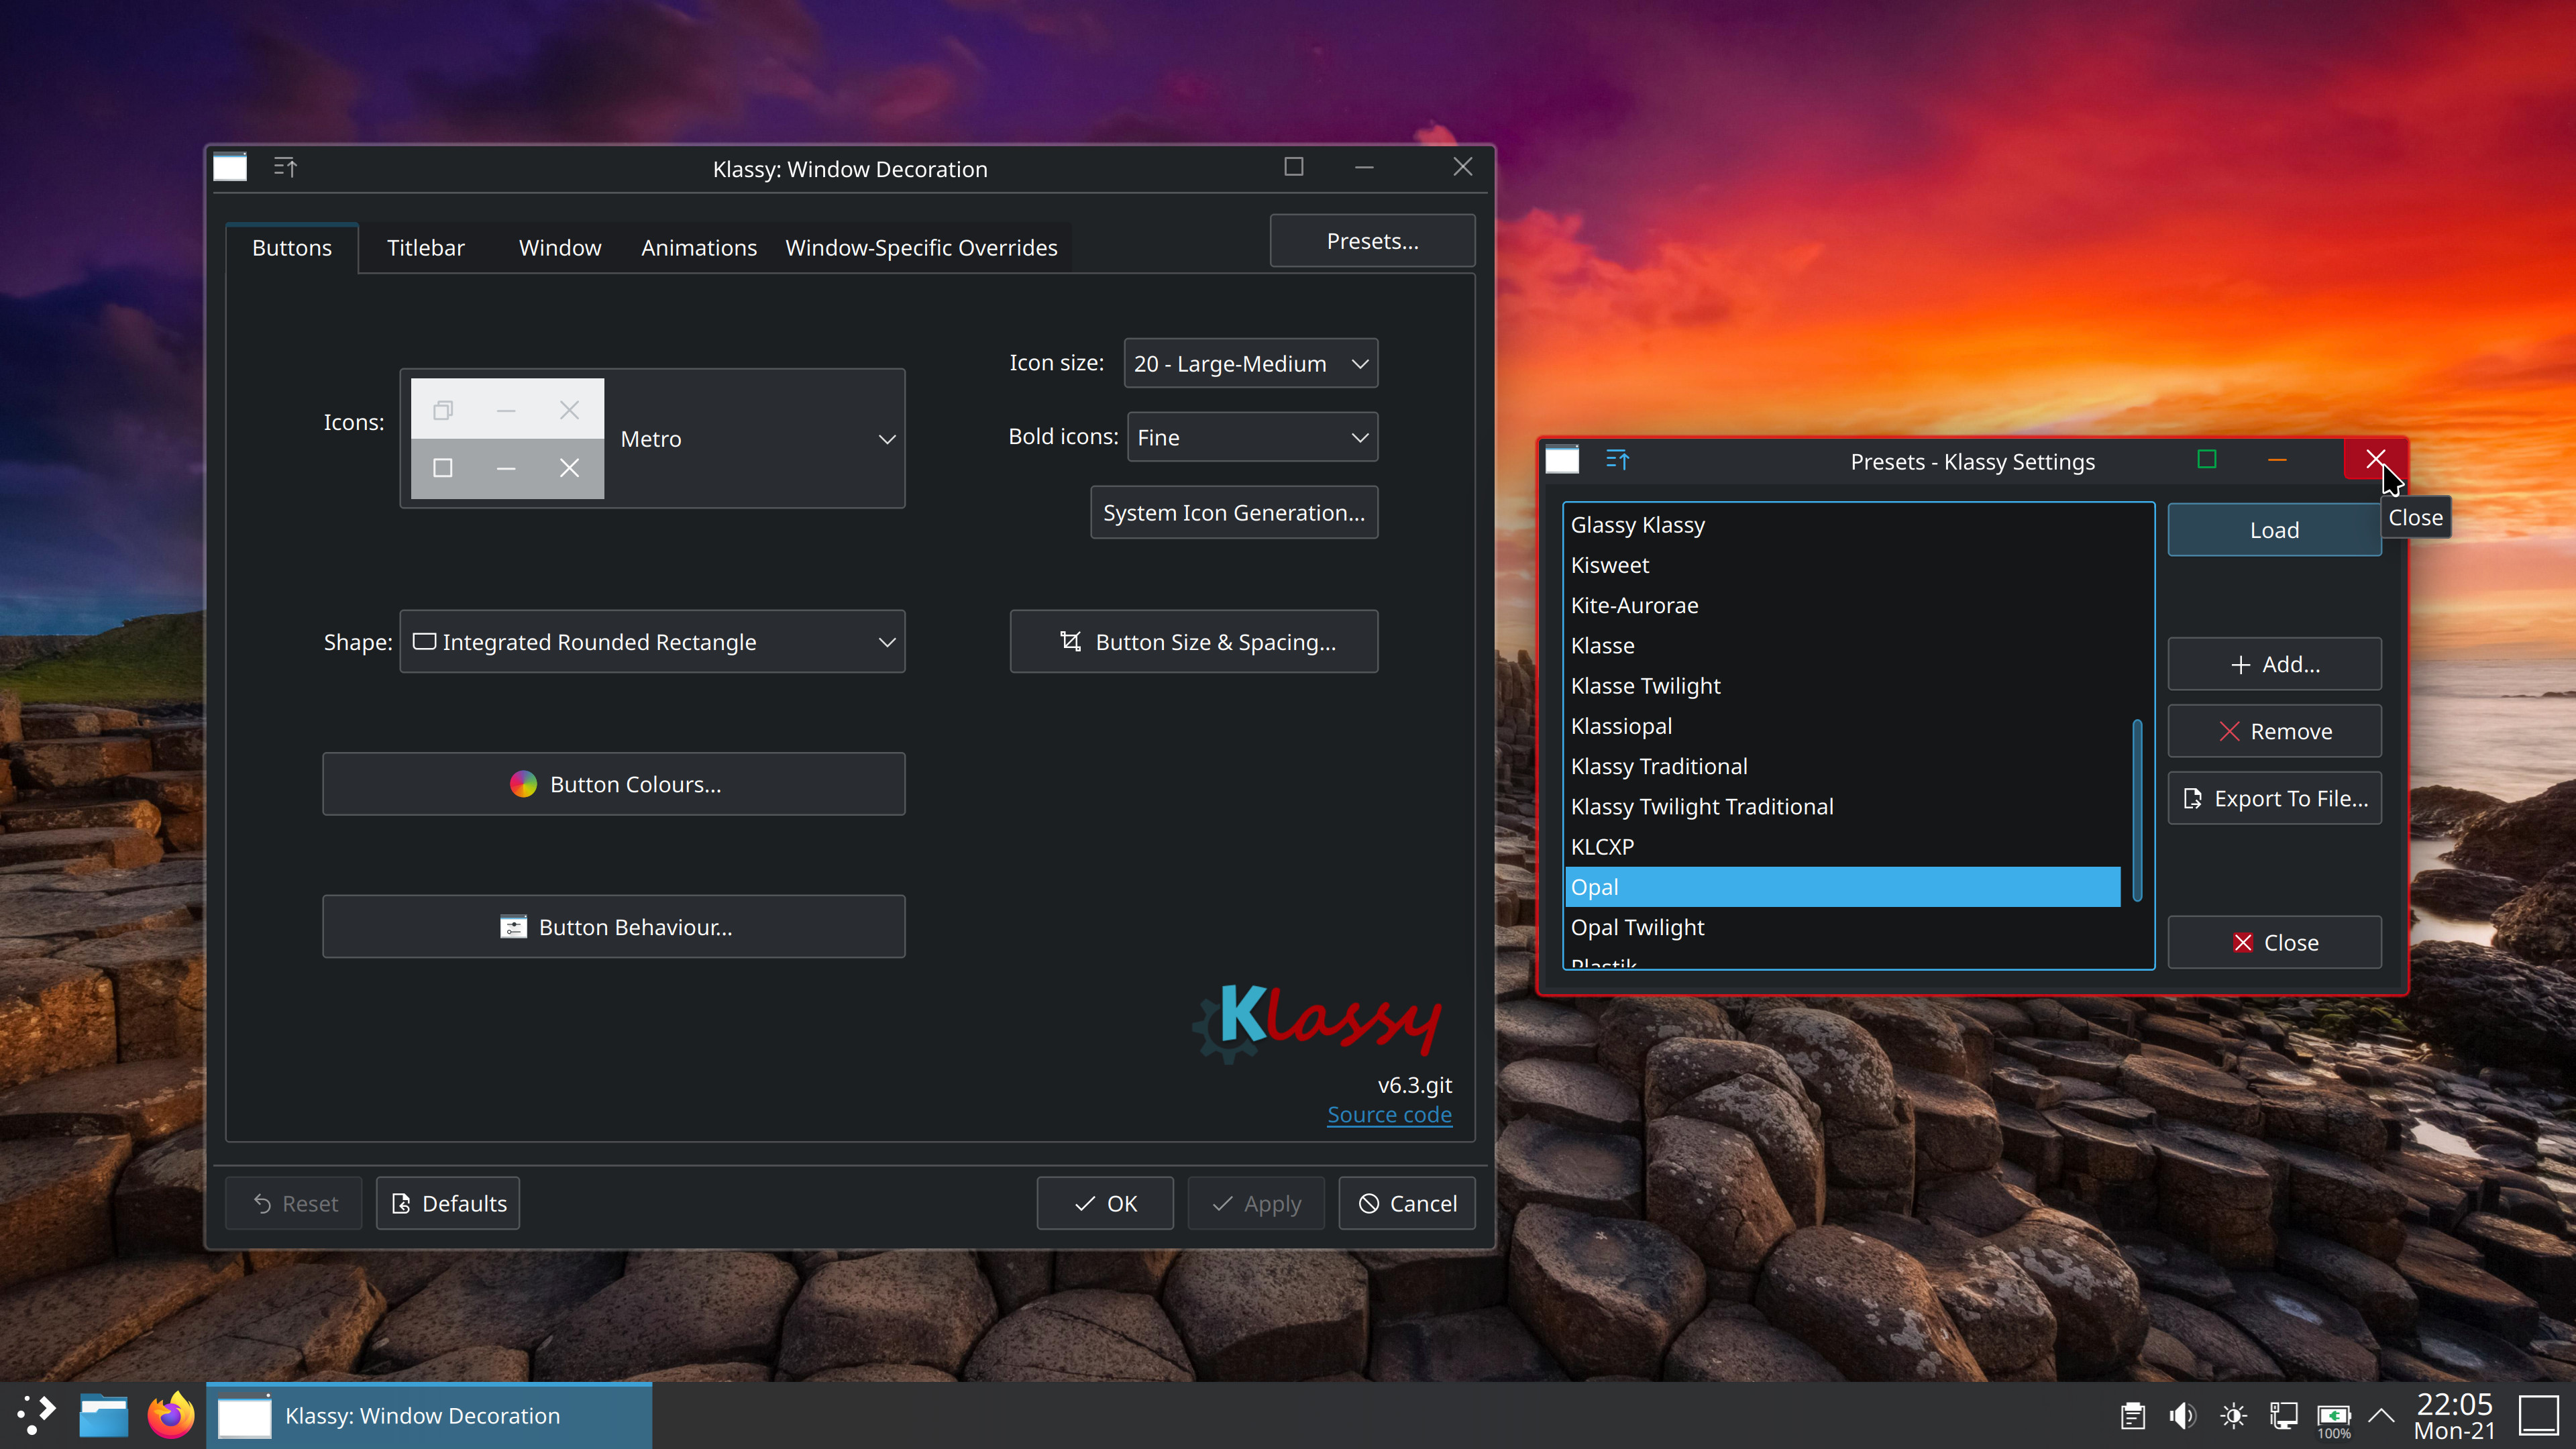 Klassy: Window Decoration
Buttons
Titlebar
Window
Animations
Window-Specific Overrides
Presets...
Icons:
Metro
Icon size:
20 - Large-Medium
Bold icons:
Fine
System Icon Generation...
Shape:
Integrated Rounded Rectangle
Button Size & Spacing...
Button Colours...
Button Behaviour...
Klassy
v6.3.git
Source code
Reset
Defaults
OK
Apply
Cancel
Presets - Klassy Settings
Close
Glassy Klassy
Kisweet
Kite-Aurorae
Klasse
Klasse Twilight
Klassiopal
Klassy Traditional
Klassy Twilight Traditional
KLCXP
Opal
Opal Twilight
Plastik
Load
Add...
Remove
Export To File...
Close
Klassy: Window Decoration
100%
22:05
Mon-21